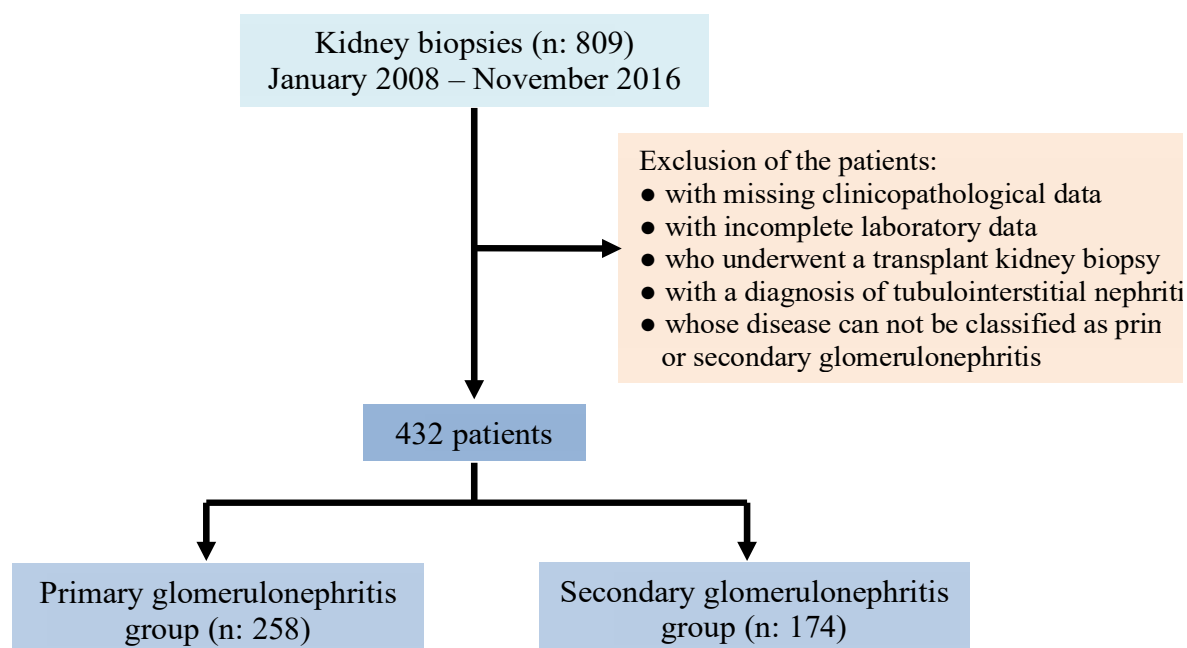 Kidney biopsies (n: 809)
January 2008 – November 2016
Exclusion of the patients:
● with missing clinicopathological data
● with incomplete laboratory data
● who underwent a transplant kidney biopsy
● with a diagnosis of tubulointerstitial nephriti
● whose disease can not be classified as prin
or secondary glomerulonephritis
432 patients
Primary glomerulonephritis
group (n: 258)
Secondary glomerulonephritis
group (n: 174)